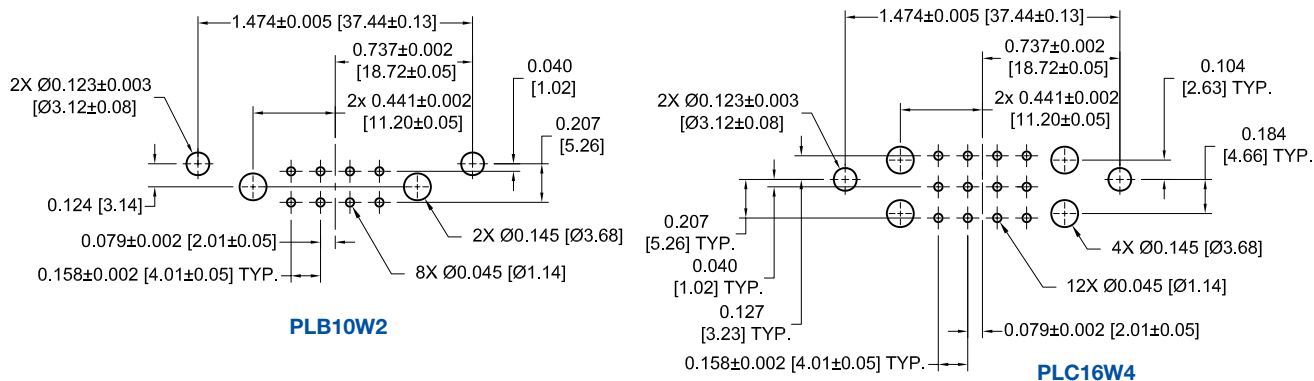 1.474±0.005 [37.44±0.13]
0.737±0.002
[18.72±0.05]
0.040
[1.02]
2X Ø0.123±0.003
[Ø3.12±0.08]
2x 0.441±0.002
[11.20±0.05]
0.207
[5.26]
0.124 [3.14]
0.079±0.002 [2.01±0.05]
2X Ø0.145 [Ø3.68]
0.158±0.002 [4.01±0.05] TYP.
8X Ø0.045 [Ø1.14]
PLB10W2
1.474±0.005 [37.44±0.13]
0.737±0.002
[18.72±0.05]
0.104
[2.63] TYP.
2X Ø0.123±0.003
[Ø3.12±0.08]
2x 0.441±0.002
[11.20±0.05]
0.184
[4.66] TYP.
0.207
[5.26] TYP.
4X Ø0.145 [Ø3.68]
0.040
[1.02] TYP.
12X Ø0.045 [Ø1.14]
0.127
[3.23] TYP.
0.079±0.002 [2.01±0.05]
0.158±0.002 [4.01±0.05] TYP.
PLC16W4